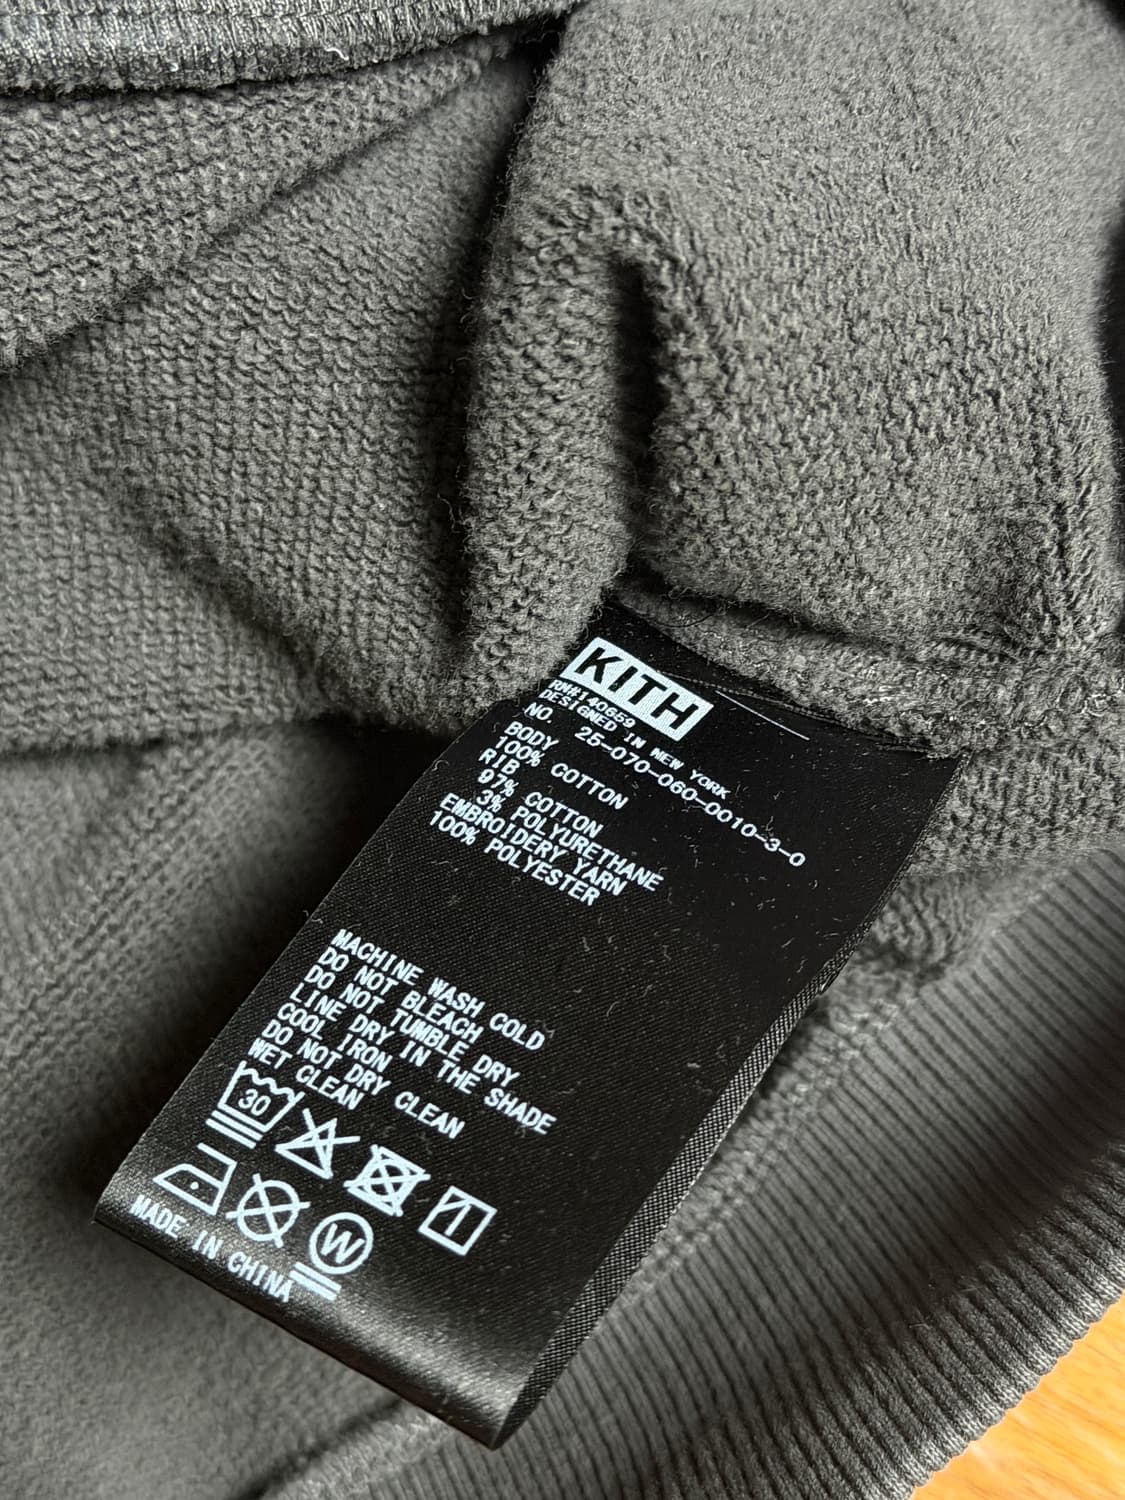 KITH
RN#140659
DESIGNED IN NEW YORK
NO. 25-070-060-0010-3-0
BODY
100% COTTON
RIB
97% COTTON
3% POLYURETHANE
EMBROIDERY YARN
100% POLYESTER
MACHINE WASH COLD
DO NOT BLEACH
DO NOT TUMBLE DRY
LINE DRY IN THE SHADE
COOL IRON
DO NOT DRY CLEAN
WET CLEAN
30
W
MADE IN CHINA